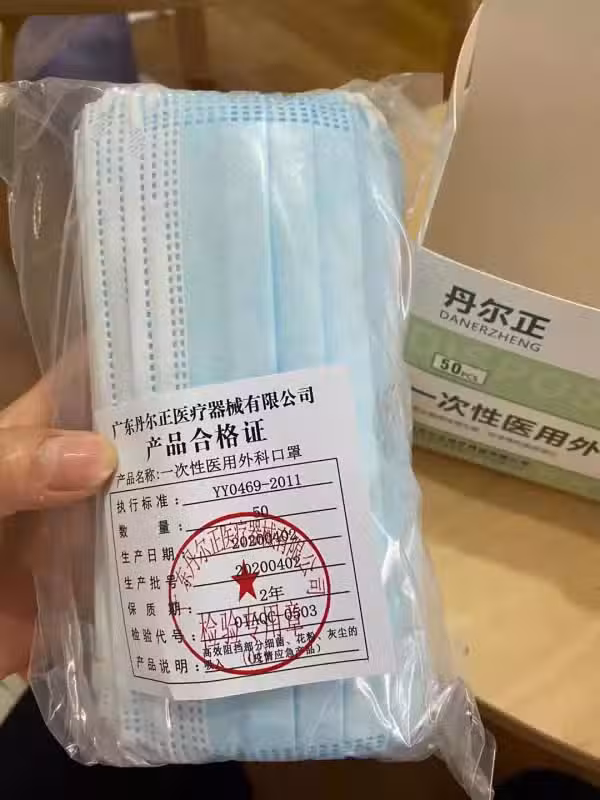 丹尔正
DANERZHENG
50PCS
一次性医用外
广东丹尔正医疗器械有限公司
产品合格证
产品名称:一次性医用外科口罩
执行标准: YY0469-2011
数 量: 50
生产日期 20200402
生产批号 20200402
保 质 期: 2年
检验代号: QC-0503
产品说明: 高效阻挡部分细菌、花粉、灰尘的
吸入 (疫情应急产品)
检验专用章